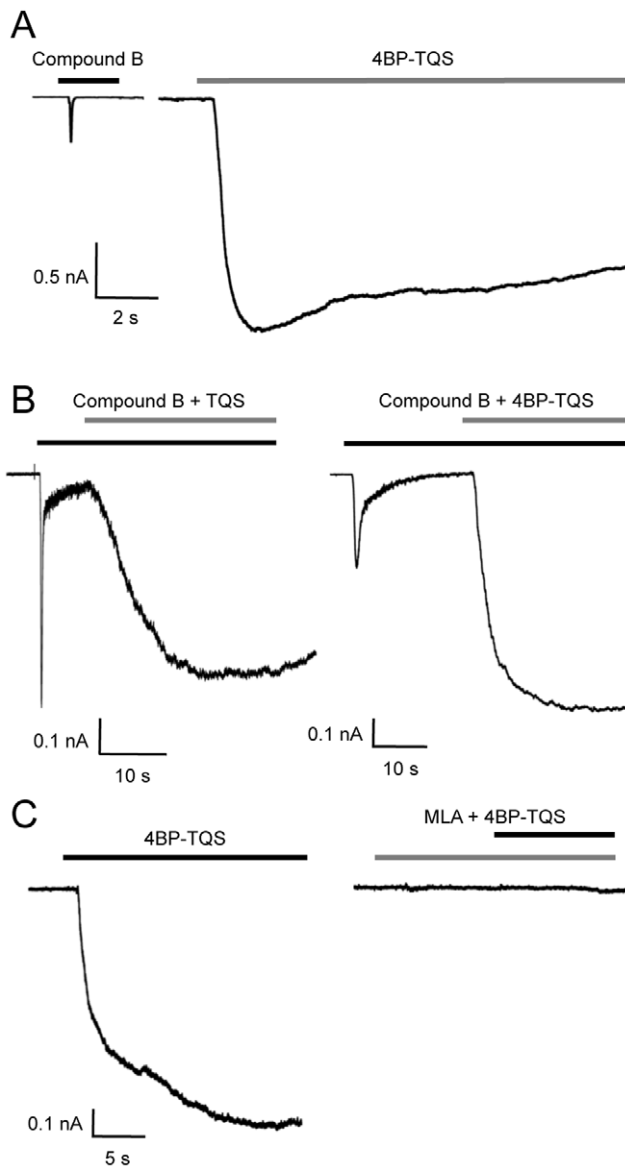 A
Compound B
4BP-TQS
0.5 nA
2 s
B
Compound B + TQS
Compound B + 4BP-TQS
0.1 nA
10 s
0.1 nA
10 s
C
4BP-TQS
MLA + 4BP-TQS
0.1 nA
5 s